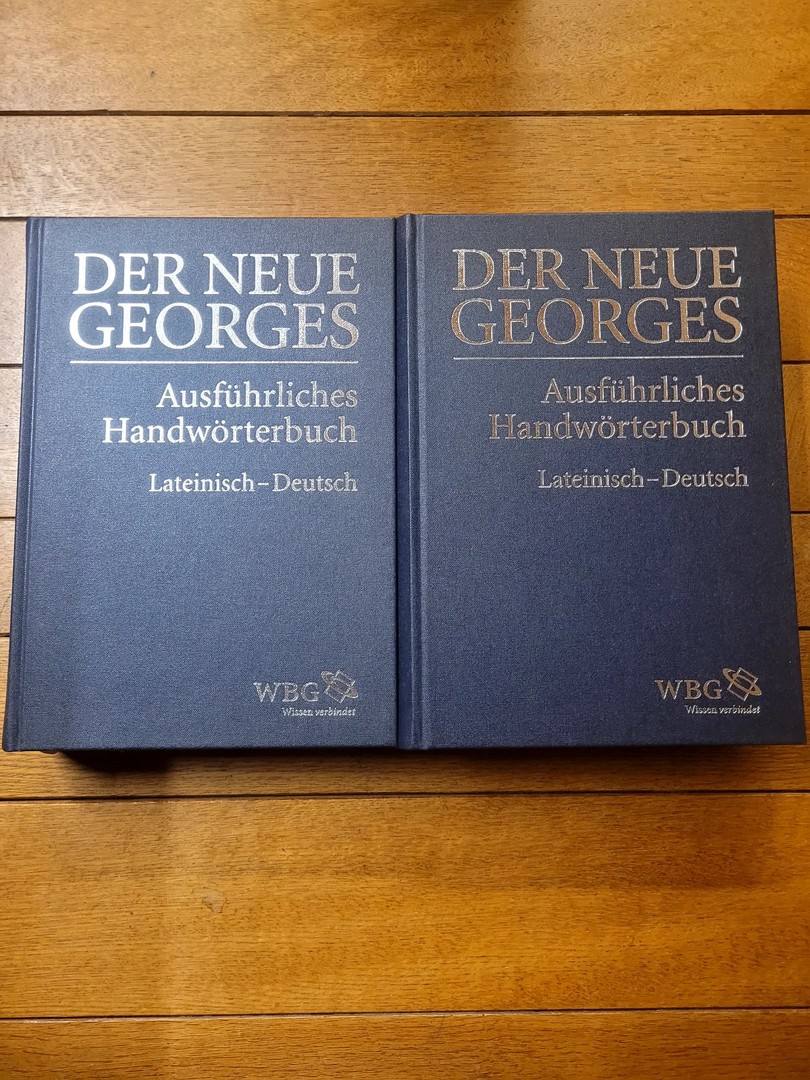 DER NEUE
GEORGES
Ausführliches
Handwörterbuch
Lateinisch–Deutsch
WBG
Wissen verbindet
DER NEUE
GEORGES
Ausführliches
Handwörterbuch
Lateinisch–Deutsch
WBG
Wissen verbindet